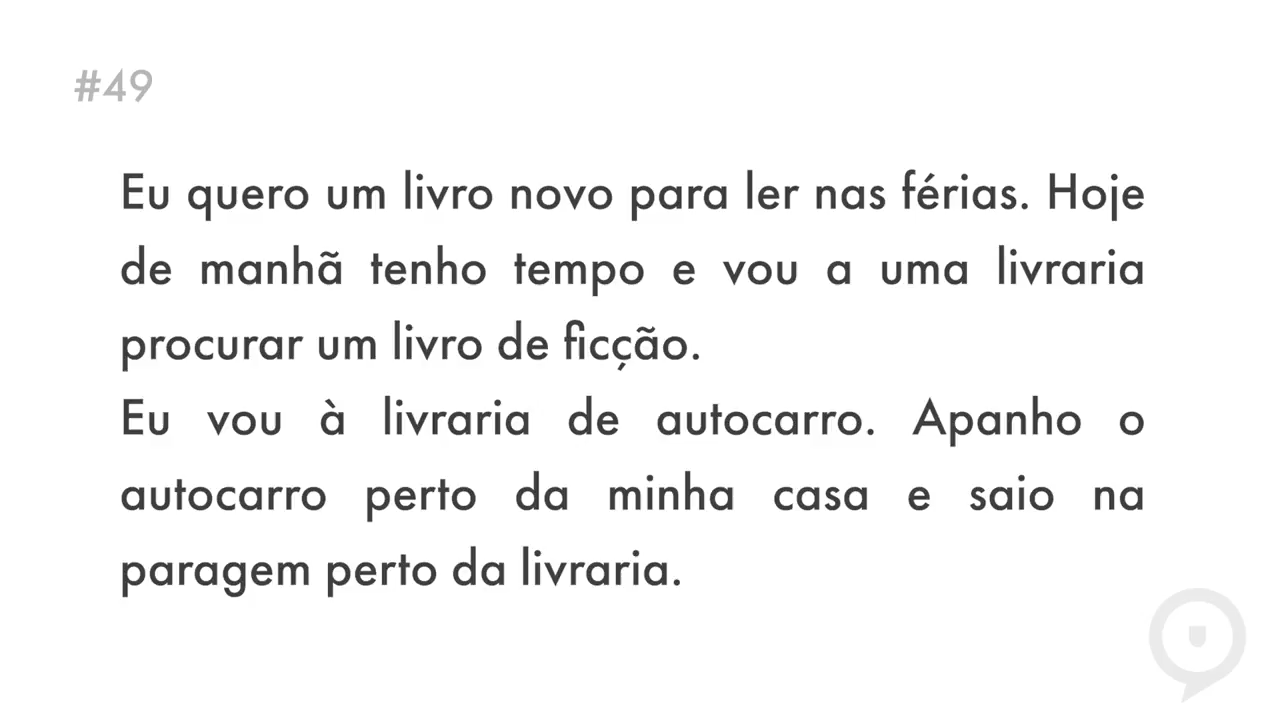 #49
Eu quero um livro novo para ler nas férias. Hoje
de manhã tenho tempo e vou a uma livraria
procurar um livro de ficção.
Eu vou à livraria de autocarro. Apanho o
autocarro perto da minha casa e saio na
paragem perto da livraria.